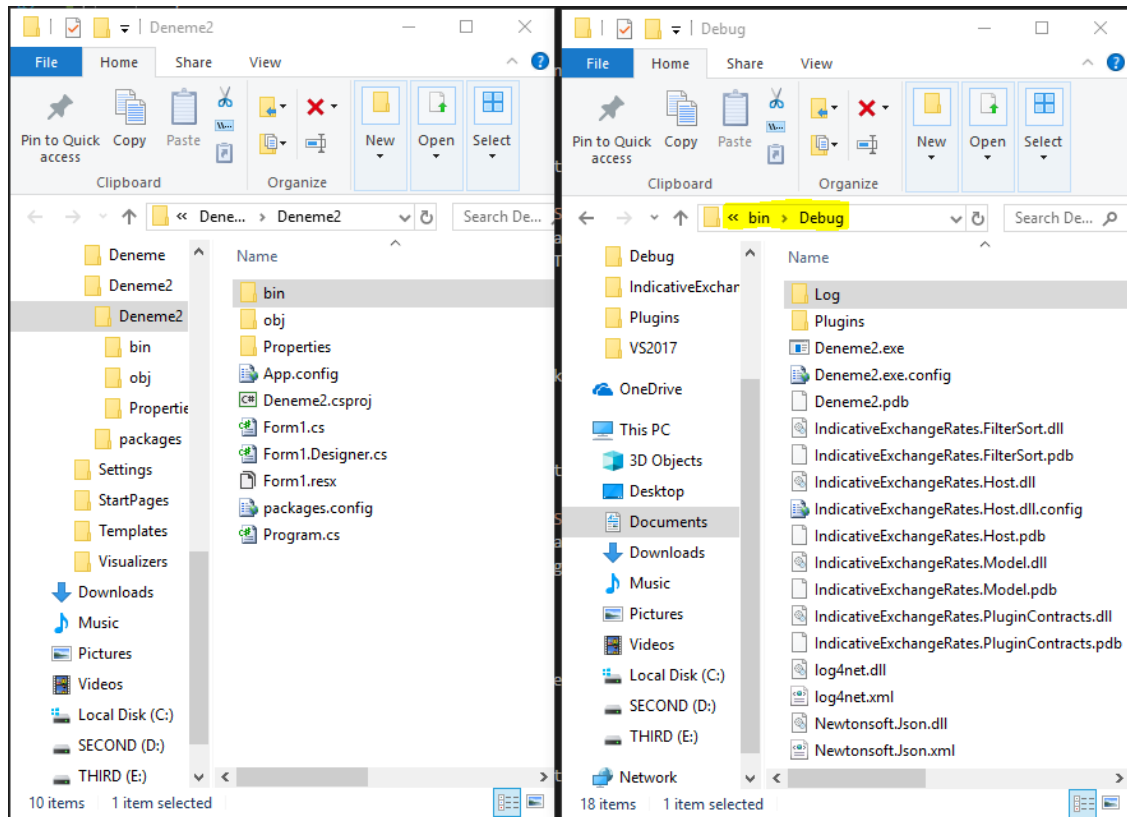 Deneme2
File Home Share View
Pin to Quick access
Copy
Paste
New
Open
Select
Clipboard
Organize
« Dene... › Deneme2
Search De...
Deneme
Deneme2
Deneme2
bin
obj
Propertie
packages
Settings
StartPages
Templates
Visualizers
Downloads
Music
Pictures
Videos
Local Disk (C:)
SECOND (D:)
THIRD (E:)
Name
bin
obj
Properties
App.config
Deneme2.csproj
Form1.cs
Form1.Designer.cs
Form1.resx
packages.config
Program.cs
10 items 1 item selected
Debug
File Home Share View
Pin to Quick access
Copy
Paste
New
Open
Select
Clipboard
Organize
« bin › Debug
Search De...
Debug
IndicativeExchar
Plugins
VS2017
OneDrive
This PC
3D Objects
Desktop
Documents
Downloads
Music
Pictures
Videos
Local Disk (C:)
SECOND (D:)
THIRD (E:)
Network
Name
Log
Plugins
Deneme2.exe
Deneme2.exe.config
Deneme2.pdb
IndicativeExchangeRates.FilterSort.dll
IndicativeExchangeRates.FilterSort.pdb
IndicativeExchangeRates.Host.dll
IndicativeExchangeRates.Host.dll.config
IndicativeExchangeRates.Host.pdb
IndicativeExchangeRates.Model.dll
IndicativeExchangeRates.Model.pdb
IndicativeExchangeRates.PluginContracts.dll
IndicativeExchangeRates.PluginContracts.pdb
log4net.dll
log4net.xml
Newtonsoft.Json.dll
Newtonsoft.Json.xml
18 items 1 item selected